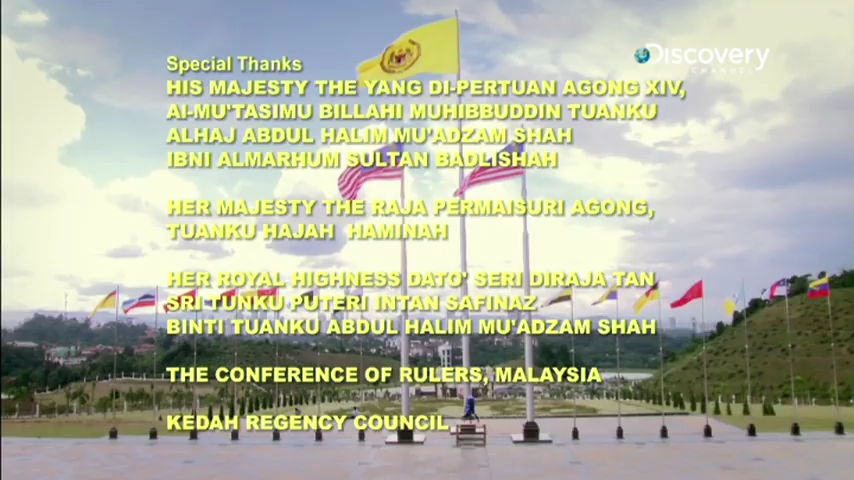 Discovery
CHANNEL
Special Thanks
HIS MAJESTY THE YANG DI-PERTUAN AGONG XIV,
Al-MU'TASIMU BILLAHI MUHIBBUDDIN TUANKU
ALHAJ ABDUL HALIM MU'ADZAM SHAH
IBNI ALMARHUM SULTAN BADLISHAH
HER MAJESTY THE RAJA PERMAISURI AGONG,
TUANKU HAJAH HAMINAH
HER ROYAL HIGHNESS DATO' SERI DIRAJA TAN
SRI TUNKU PUTERI INTAN SAFINAZ
BINTI TUANKU ABDUL HALIM MU'ADZAM SHAH
THE CONFERENCE OF RULERS, MALAYSIA
KEDAH REGENCY COUNCIL